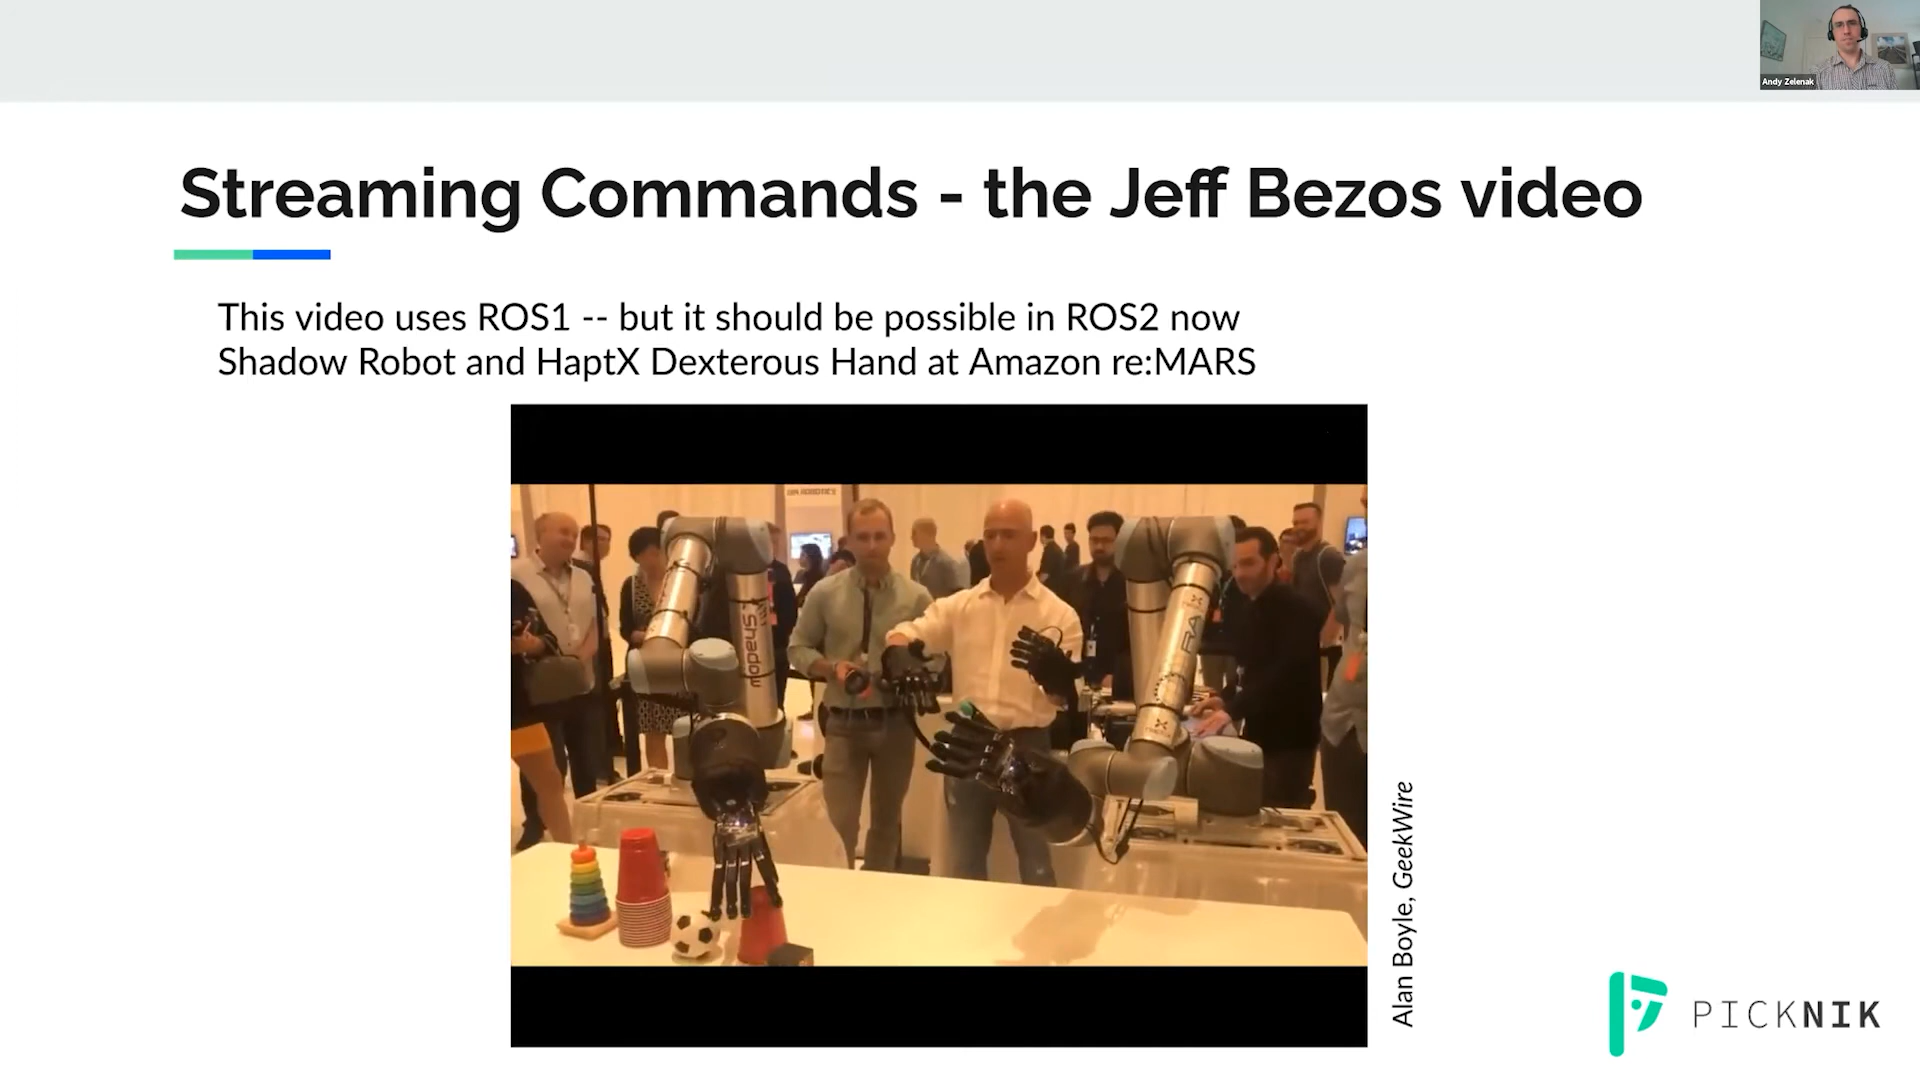 Andy Zelenak
Streaming Commands - the Jeff Bezos video
This video uses ROS1 -- but it should be possible in ROS2 now
Shadow Robot and HaptX Dexterous Hand at Amazon re:MARS
Shadow
Alan Boyle, GeekWire
PICKNIK